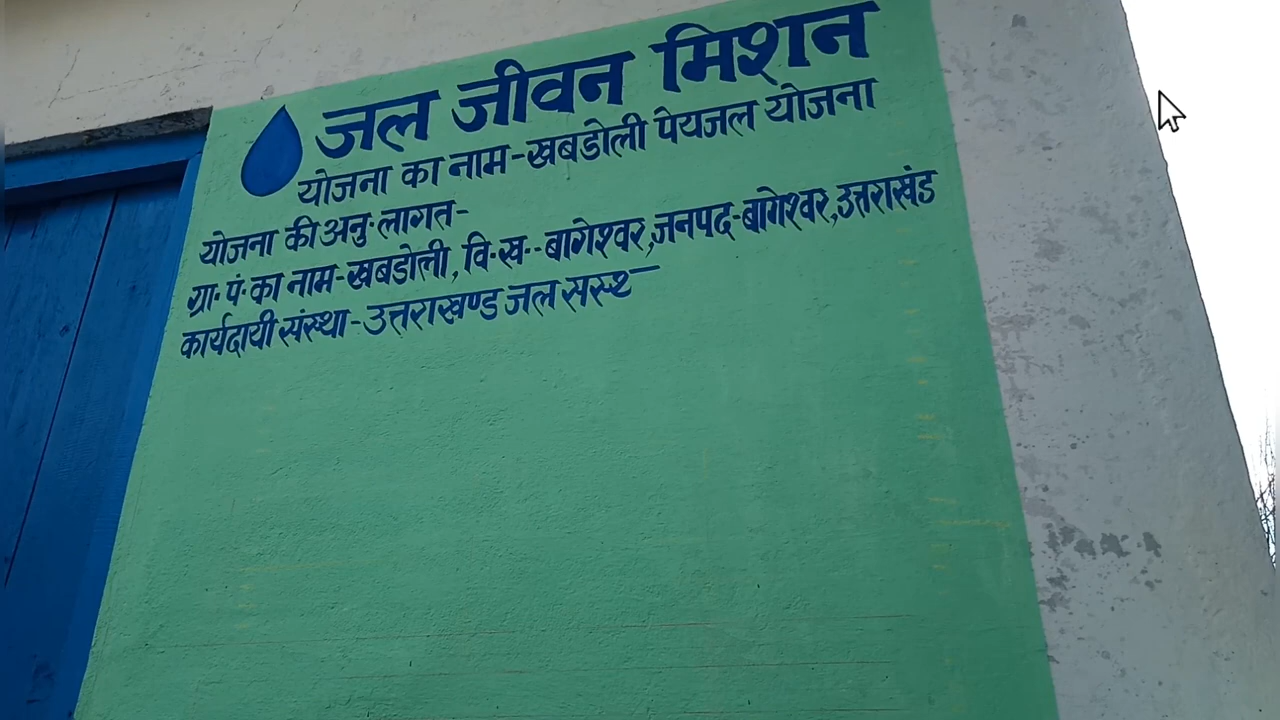 जल जीवन मिशन
योजना का नाम-खबडोली पेयजल योजना
योजना की अनु·लागत-
ग्रा· पं· का नाम-खबडोली, वि·ख·-बागेश्वर,जनपद-बागेश्वर,उत्तराखंड
कार्यदायी संस्था-उत्तराखण्ड जल